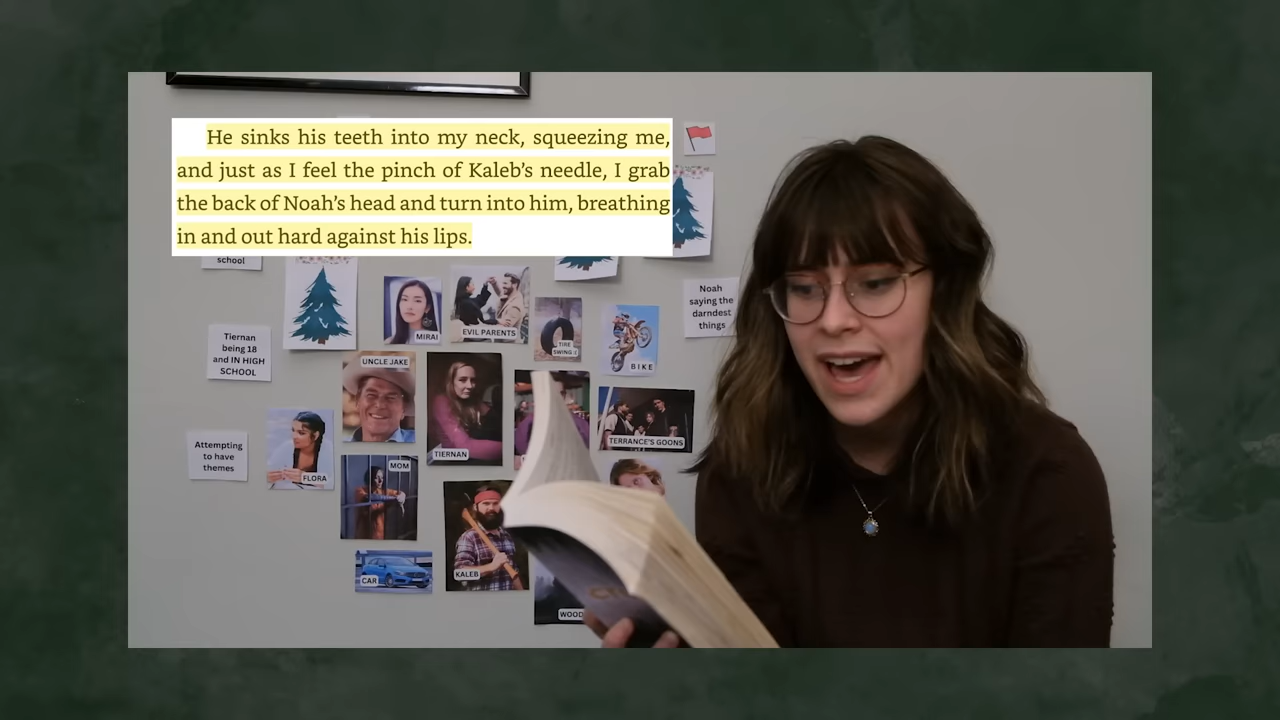 He sinks his teeth into my neck, squeezing me,
and just as I feel the pinch of Kaleb’s needle, I grab
the back of Noah’s head and turn into him, breathing
in and out hard against his lips.
school
Noah
saying the
darndest
things
MIRAI
EVIL PARENTS
TIRE
SWING :(
BIKE
Tiernan
being 18
and IN HIGH
SCHOOL
UNCLE JAKE
TIERNAN
TERRANCE'S GOONS
Attempting
to have
themes
FLORA
MOM
KALEB
CAR
WOOD